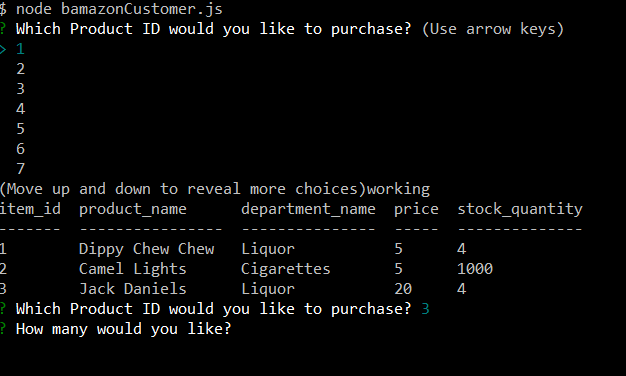 $ node bamazonCustomer.js
? Which Product ID would you like to purchase? (Use arrow keys)
> 1
  2
  3
  4
  5
  6
  7
(Move up and down to reveal more choices)working
item_id  product_name      department_name  price  stock_quantity
-------  ----------------  ---------------  -----  --------------
1        Dippy Chew Chew   Liquor           5      4
2        Camel Lights      Cigarettes       5      1000
3        Jack Daniels      Liquor           20     4
? Which Product ID would you like to purchase? 3
? How many would you like?